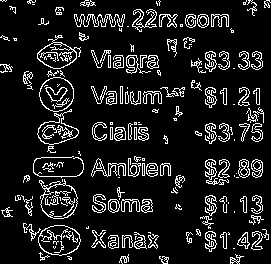 www.22rx.com
Viagra $3.33
Valium $1.21
Cialis $3.75
Ambien $2.89
Soma $1.13
Xanax $1.42